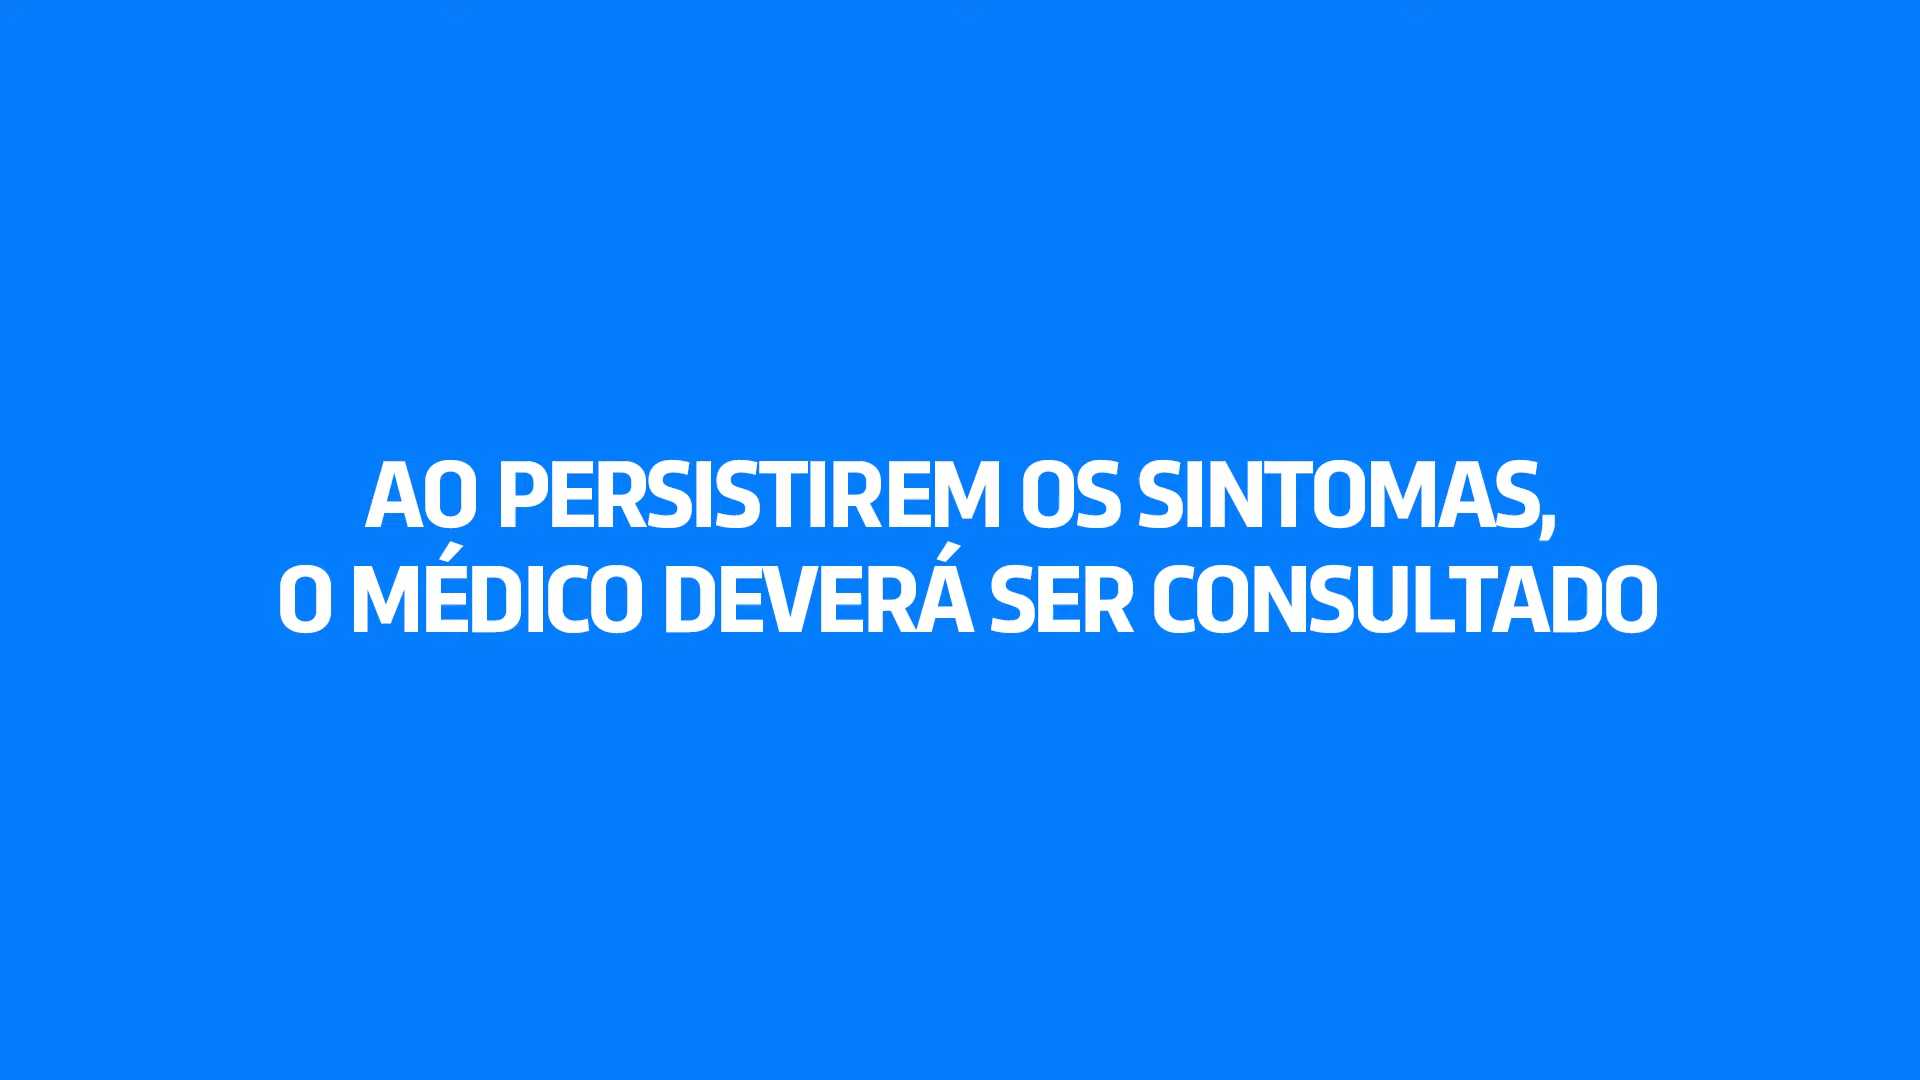 AO PERSISTIREM OS SINTOMAS,
O MÉDICO DEVERÁ SER CONSULTADO